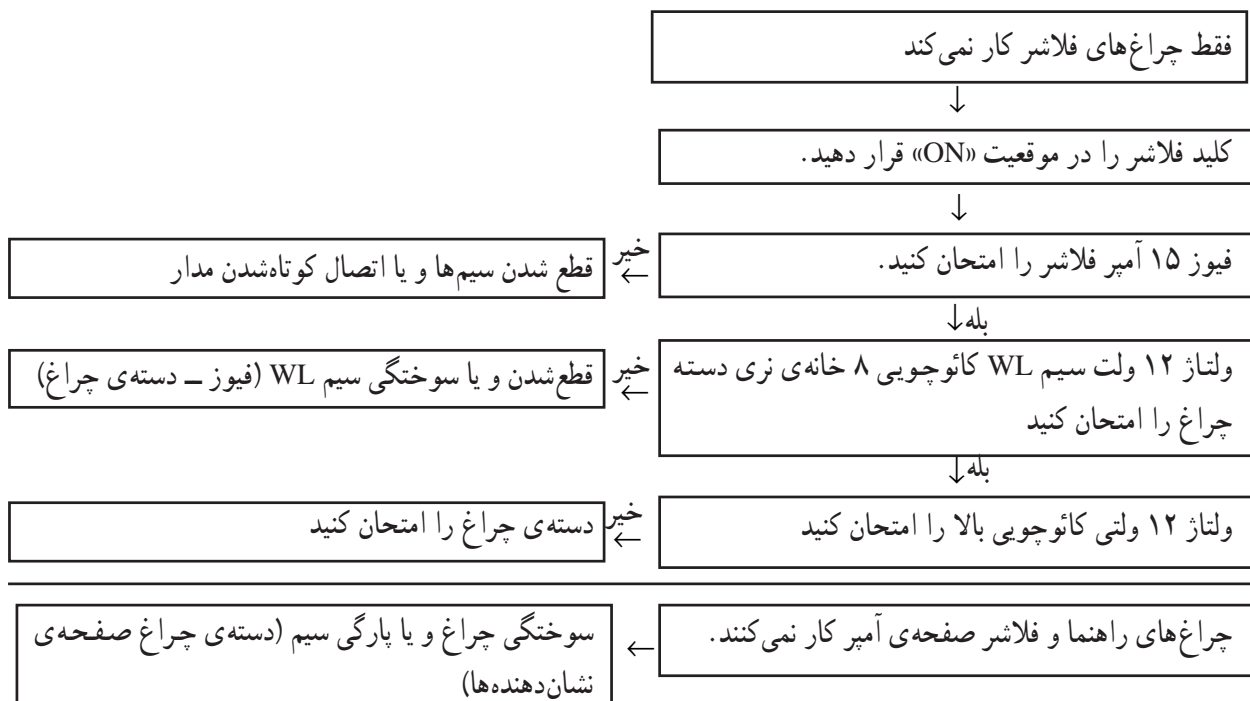 فقط چراغ‌های فلاشر کار نمی‌کند
↓
کلید فلاشر را در موقعیت «ON» قرار دهید.
↓
فیوز ۱۵ آمپر فلاشر را امتحان کنید.
خیر
←
قطع شدن سیم‌ها و یا اتصال کوتاه‌شدن مدار
بله↓
ولتاژ ۱۲ ولت سیم WL کائوچویی ۸ خانه‌ی نری دسته
چراغ را امتحان کنید
خیر
←
قطع‌شدن و یا سوختگی سیم WL (فیوز ــ دسته‌ی چراغ)
بله↓
ولتاژ ۱۲ ولتی کائوچویی بالا را امتحان کنید
خیر
←
دسته‌ی چراغ را امتحان کنید
چراغ‌های راهنما و فلاشر صفحه‌ی آمپر کار نمی‌کنند.
←
سوختگی چراغ و یا پارگی سیم (دسته‌ی چراغ صفحه‌ی
نشان‌دهنده‌ها)